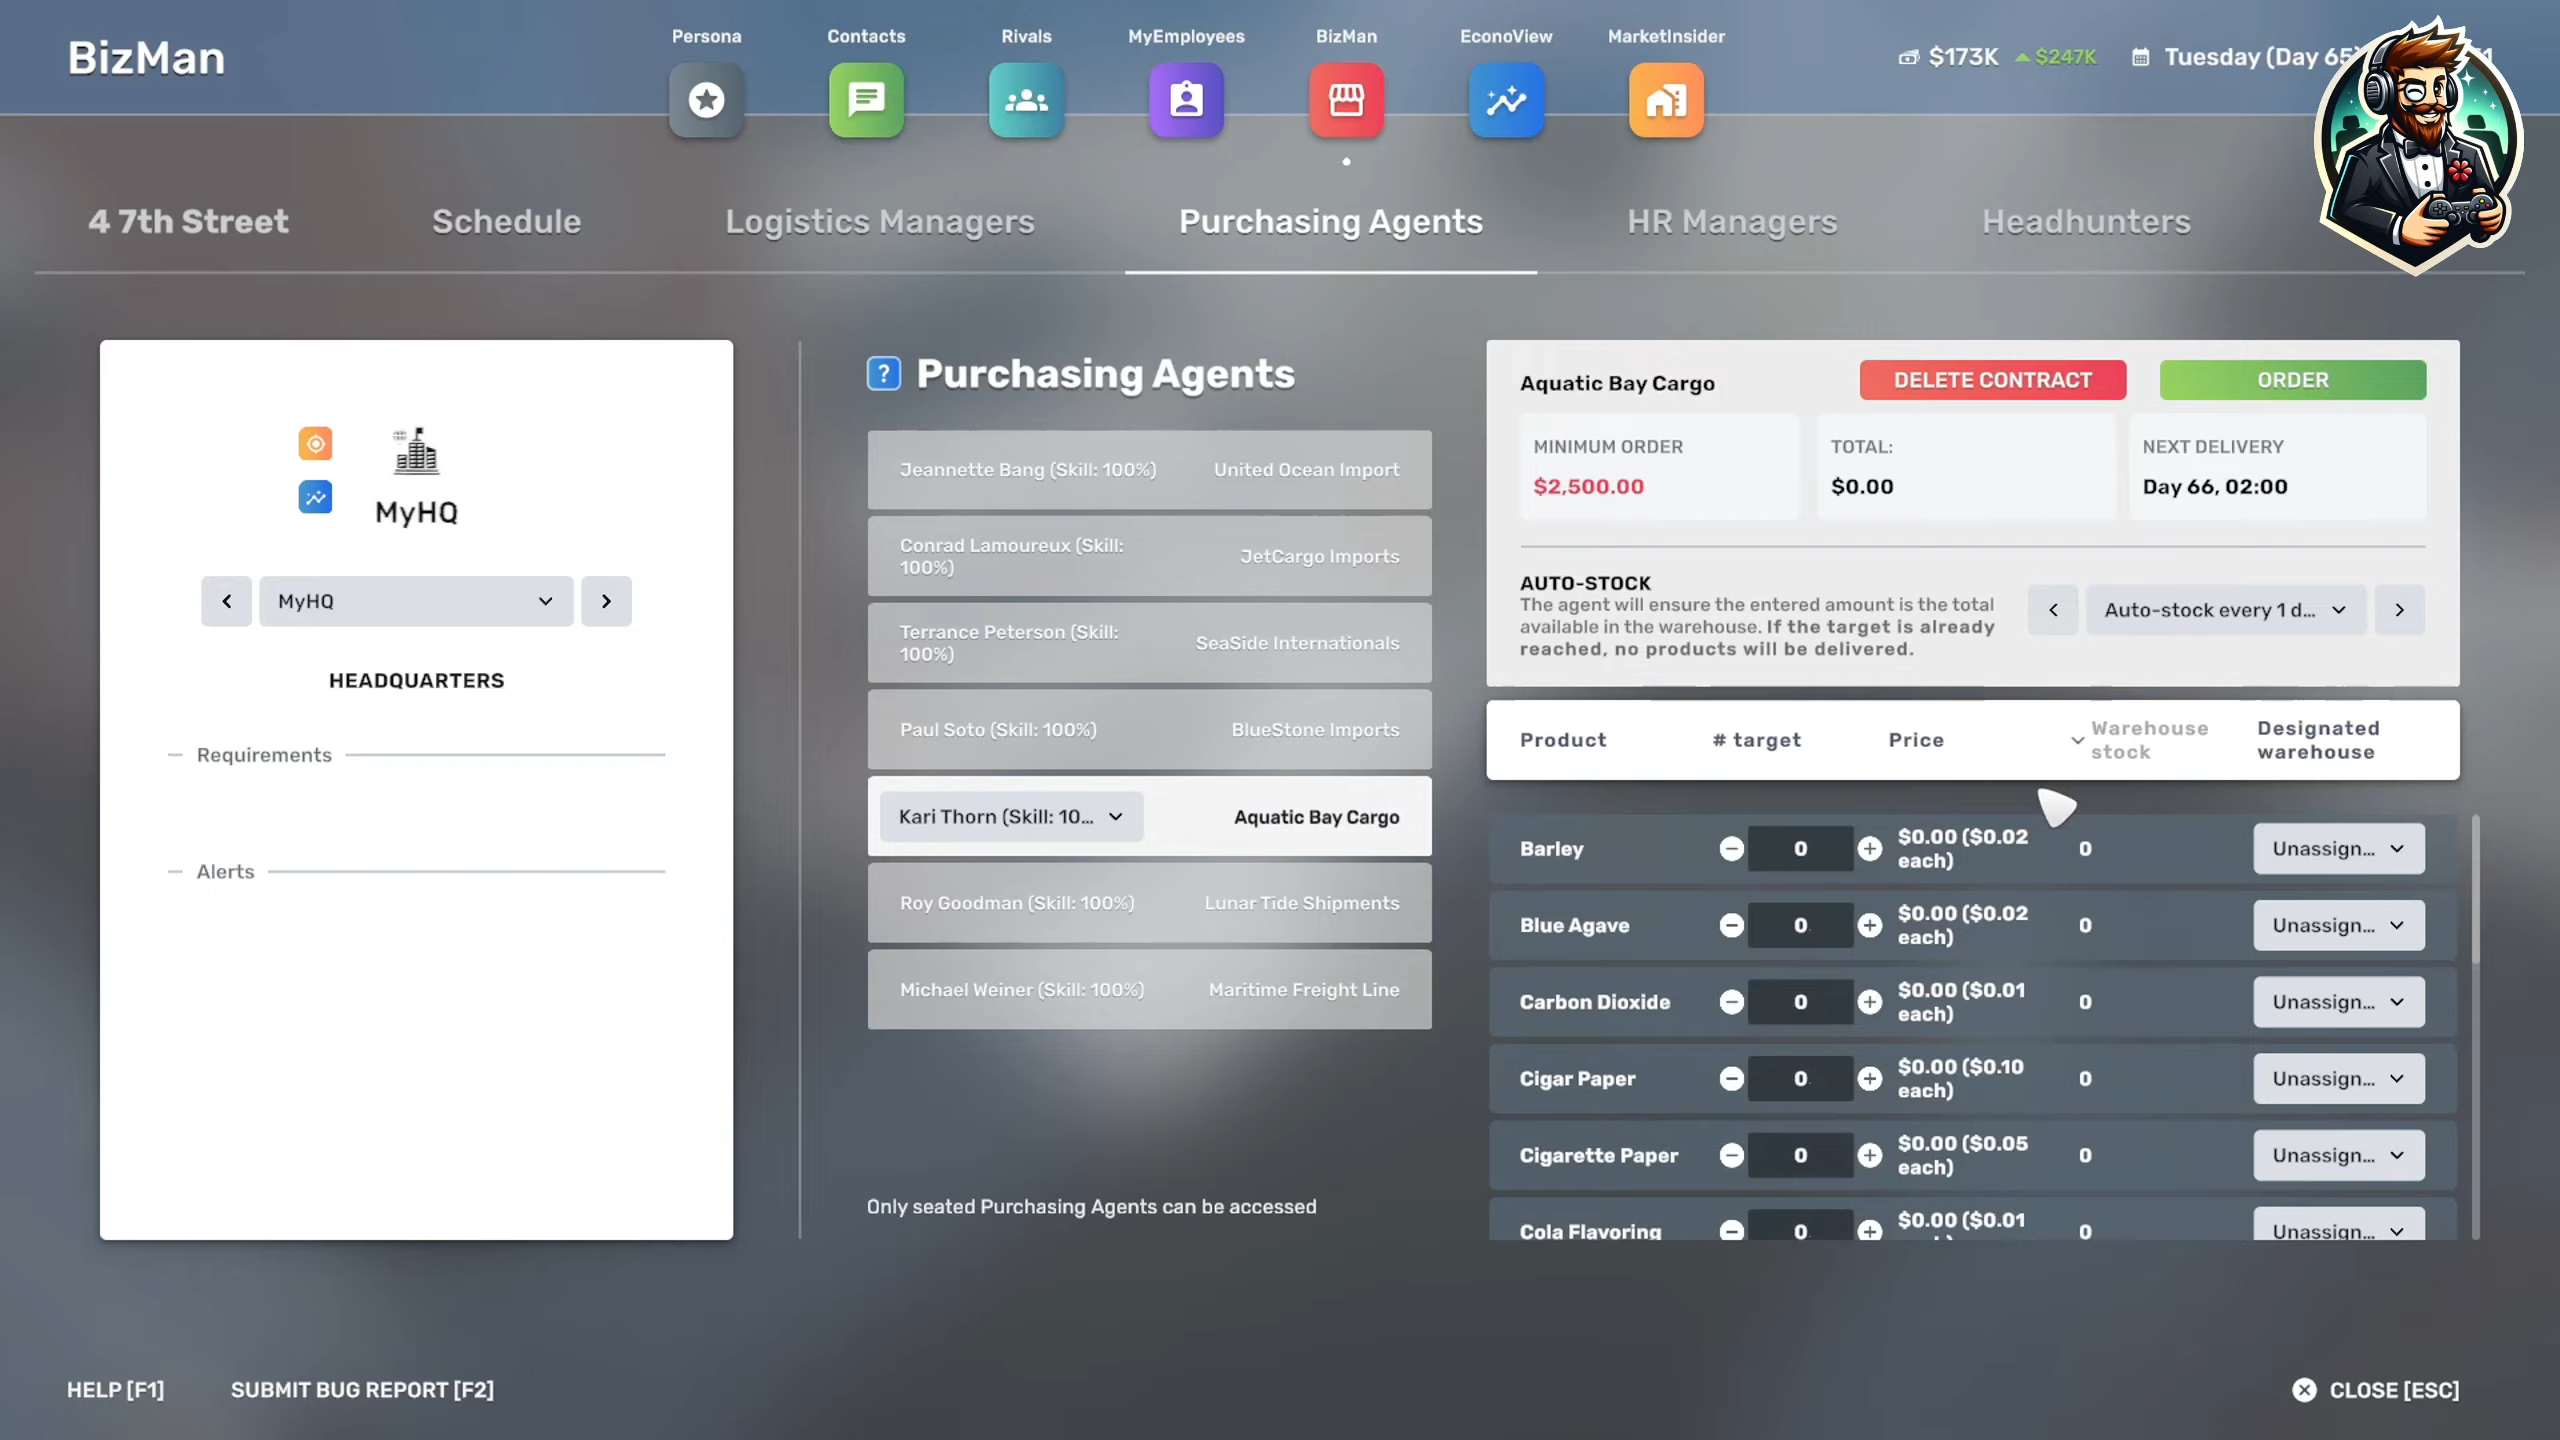 BizMan
Persona
Contacts
Rivals
MyEmployees
BizMan
EconoView
MarketInsider
$173K
$247K
Tuesday (Day 65)
4 7th Street
Schedule
Logistics Managers
Purchasing Agents
HR Managers
Headhunters
MyHQ
MyHQ
HEADQUARTERS
Requirements
Alerts
? Purchasing Agents
Jeannette Bang (Skill: 100%)
United Ocean Import
Conrad Lamoureux (Skill:
100%)
JetCargo Imports
Terrance Peterson (Skill:
100%)
SeaSide Internationals
Paul Soto (Skill: 100%)
BlueStone Imports
Kari Thorn (Skill: 10...
Aquatic Bay Cargo
Roy Goodman (Skill: 100%)
Lunar Tide Shipments
Michael Weiner (Skill: 100%)
Maritime Freight Line
Only seated Purchasing Agents can be accessed
Aquatic Bay Cargo
DELETE CONTRACT
ORDER
MINIMUM ORDER
$2,500.00
TOTAL:
$0.00
NEXT DELIVERY
Day 66, 02:00
AUTO-STOCK
The agent will ensure the entered amount is the total
available in the warehouse. If the target is already
reached, no products will be delivered.
Auto-stock every 1 d...
Product
# target
Price
Warehouse
stock
Designated
warehouse
Barley
0
$0.00 ($0.02
each)
0
Unassign...
Blue Agave
0
$0.00 ($0.02
each)
0
Unassign...
Carbon Dioxide
0
$0.00 ($0.01
each)
0
Unassign...
Cigar Paper
0
$0.00 ($0.10
each)
0
Unassign...
Cigarette Paper
0
$0.00 ($0.05
each)
0
Unassign...
Cola Flavoring
0
$0.00 ($0.01
0
Unassign...
HELP [F1]
SUBMIT BUG REPORT [F2]
CLOSE [ESC]